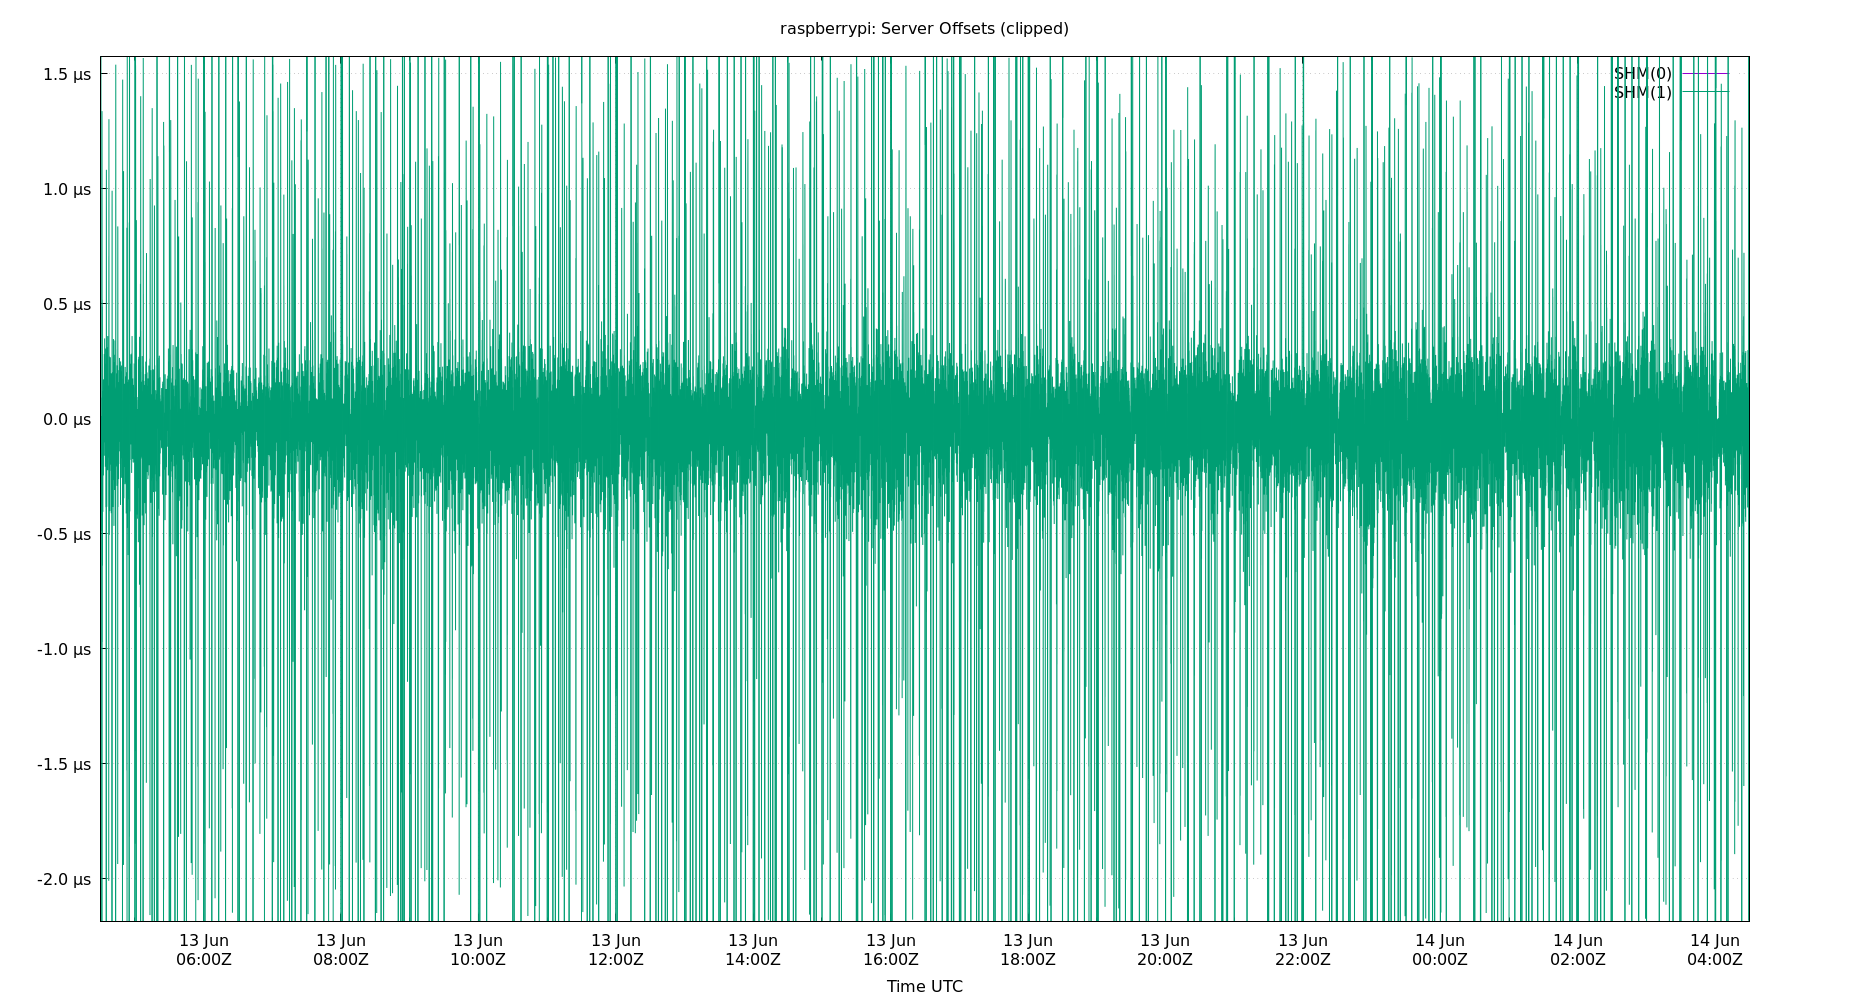 raspberrypi: Server Offsets (clipped)
1.5 µs
1.0 µs
0.5 µs
0.0 µs
-0.5 µs
-1.0 µs
-1.5 µs
-2.0 µs
SHM(0)
SHM(1)
13 Jun 13 Jun 13 Jun 13 Jun 13 Jun 13 Jun 13 Jun 13 Jun 13 Jun 14 Jun 14 Jun 14 Jun
06:00Z 08:00Z 10:00Z 12:00Z 14:00Z 16:00Z 18:00Z 20:00Z 22:00Z 00:00Z 02:00Z 04:00Z
Time UTC